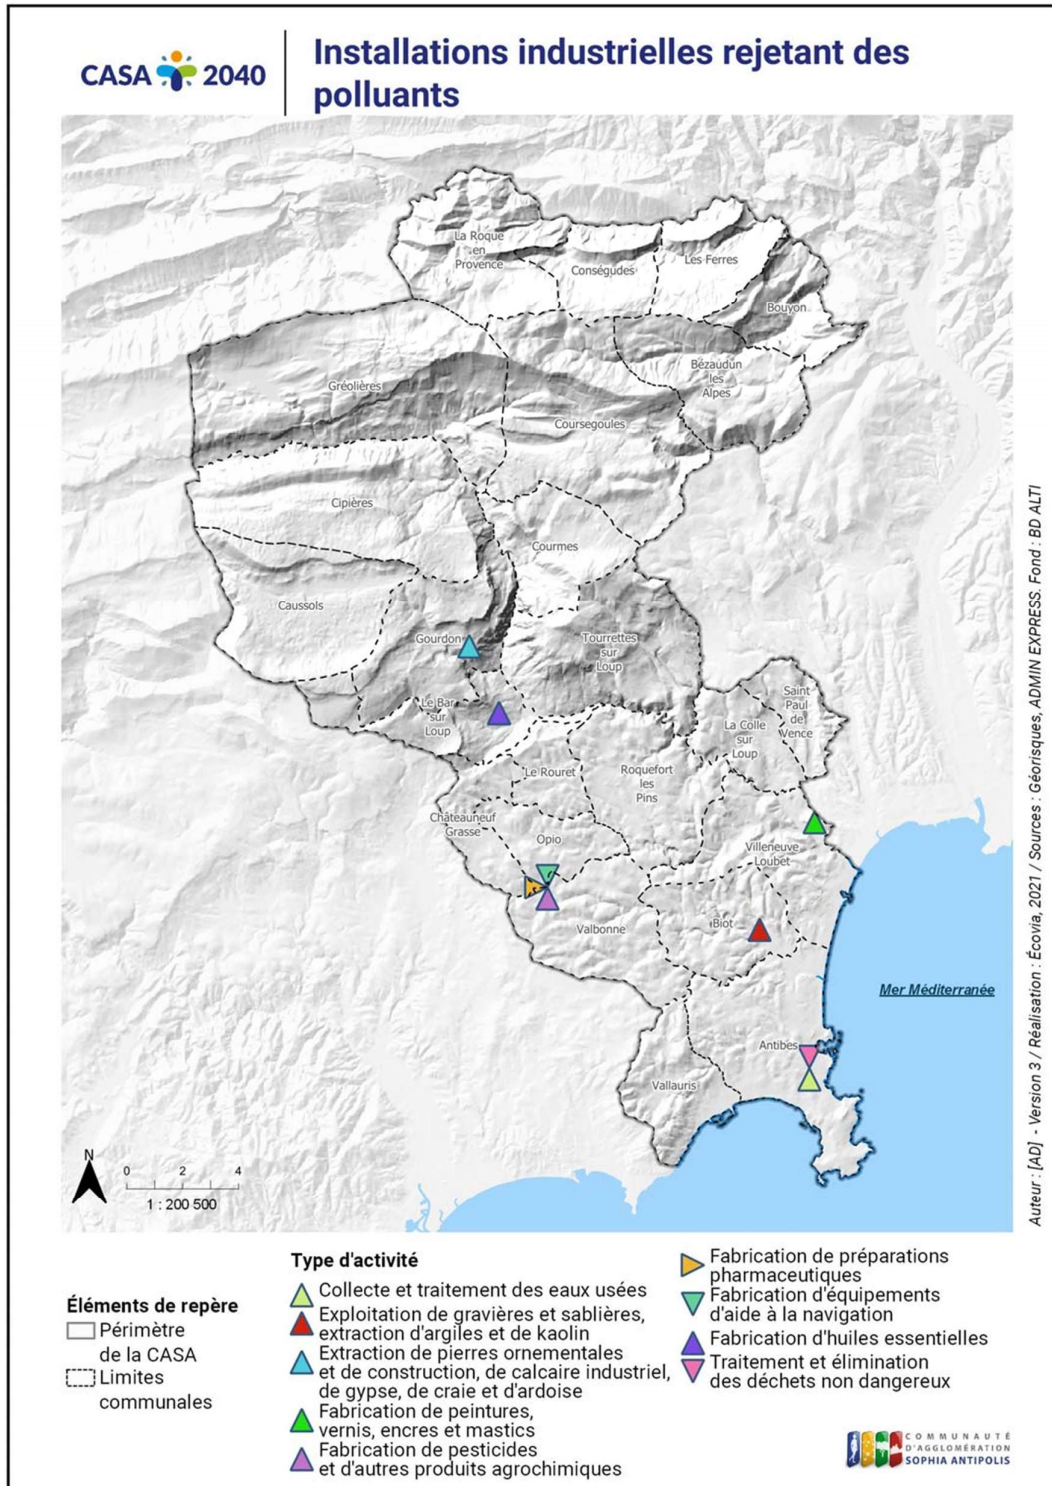 CASA 2040
Installations industrielles rejetant des
polluants
La Roque
en
Provence
Conségudes
Les Ferres
Bouyon
Bézaudun
les
Alpes
Gréolières
Coursegoules
Cipières
Courmes
Caussols
Gourdon
Tourrettes
sur
Loup
Le Bar
sur
Loup
Saint
Paul
de
Vence
La Colle
sur
Loup
Le Rouret
Roquefort
les
Pins
Châteauneuf
Grasse
Opio
Villeneuve
Loubet
Valbonne
Biot
Mer Méditerranée
Antibes
Vallauris
N
0 2 4
1 : 200 500
Auteur : [AD] - Version 3 / Réalisation : Écovia, 2021 / Sources : Géorisques, ADMIN EXPRESS. Fond : BD ALTI
Éléments de repère
Périmètre
de la CASA
Limites
communales
Type d'activité
Collecte et traitement des eaux usées
Exploitation de gravières et sablières,
extraction d'argiles et de kaolin
Extraction de pierres ornementales
et de construction, de calcaire industriel,
de gypse, de craie et d'ardoise
Fabrication de peintures,
vernis, encres et mastics
Fabrication de pesticides
et d'autres produits agrochimiques
Fabrication de préparations
pharmaceutiques
Fabrication d'équipements
d'aide à la navigation
Fabrication d'huiles essentielles
Traitement et élimination
des déchets non dangereux
COMMUNAUTÉ
D'AGGLOMÉRATION
SOPHIA ANTIPOLIS